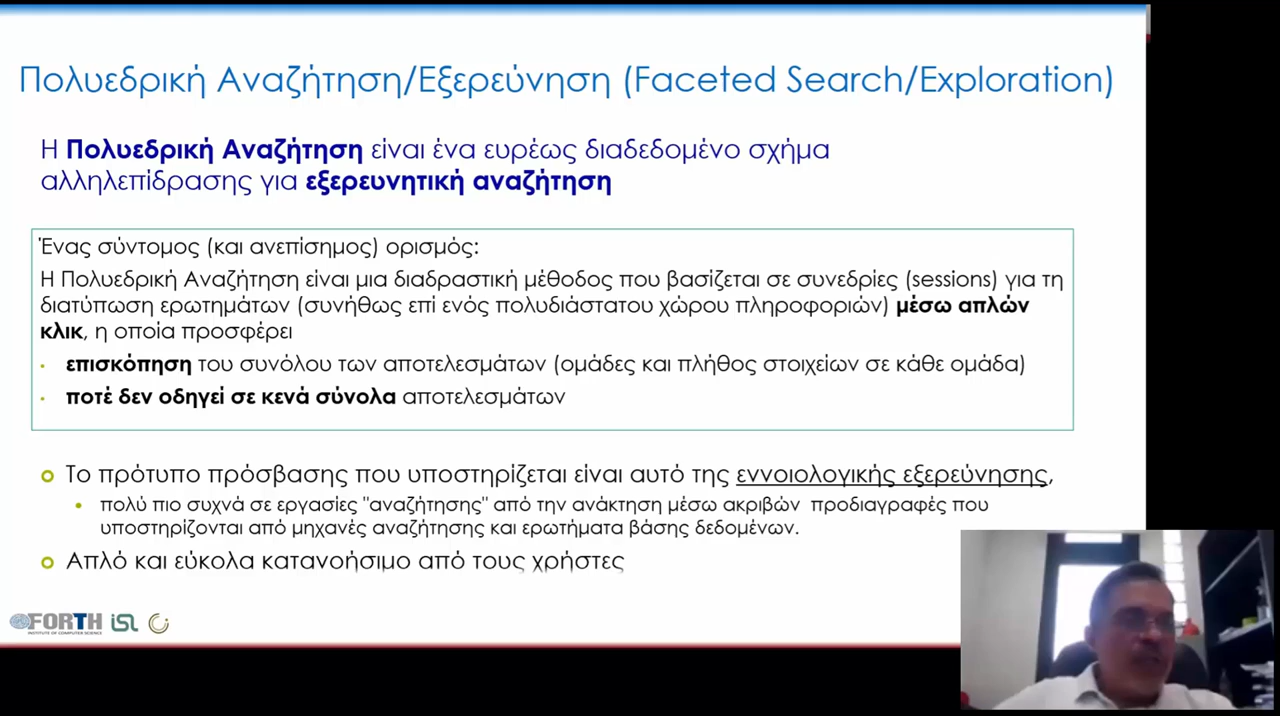 Πολυεδρική Αναζήτηση/Εξερεύνηση (Faceted Search/Exploration)
Η Πολυεδρική Αναζήτηση είναι ένα ευρέως διαδεδομένο σχήμα
αλληλεπίδρασης για εξερευνητική αναζήτηση
Ένας σύντομος (και ανεπίσημος) ορισμός:
Η Πολυεδρική Αναζήτηση είναι μια διαδραστική μέθοδος που βασίζεται σε συνεδρίες (sessions) για τη
διατύπωση ερωτημάτων (συνήθως επί ενός πολυδιάστατου χώρου πληροφοριών) μέσω απλών
κλικ, η οποία προσφέρει
• επισκόπηση του συνόλου των αποτελεσμάτων (ομάδες και πλήθος στοιχείων σε κάθε ομάδα)
• ποτέ δεν οδηγεί σε κενά σύνολα αποτελεσμάτων
Το πρότυπο πρόσβασης που υποστηρίζεται είναι αυτό της εννοιολογικής εξερεύνησης,
• πολύ πιο συχνά σε εργασίες "αναζήτησης" από την ανάκτηση μέσω ακριβών προδιαγραφές που
υποστηρίζονται από μηχανές αναζήτησης και ερωτήματα βάσης δεδομένων.
Απλό και εύκολα κατανοήσιμο από τους χρήστες
FORTH isl
INSTITUTE OF COMPUTER SCIENCE